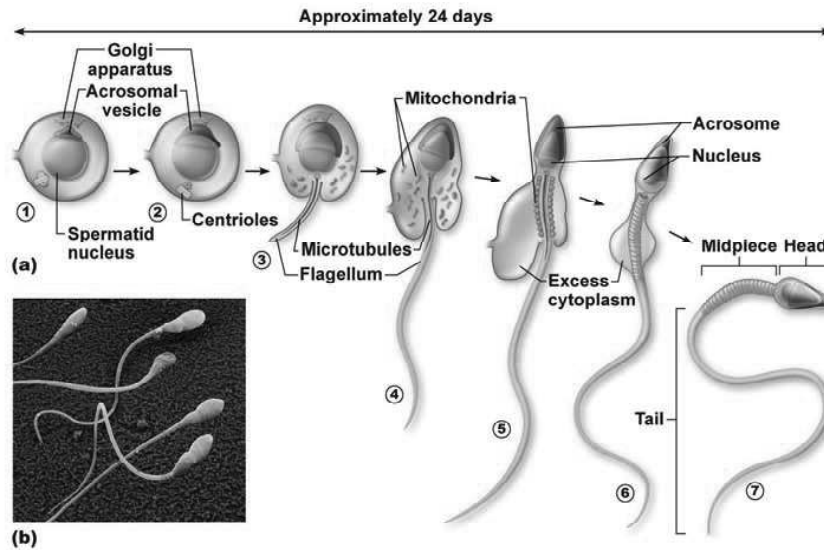 Approximately 24 days
Golgi
apparatus
Acrosomal
vesicle
Mitochondria
Acrosome
Nucleus
1
2
Centrioles
Spermatid
nucleus
3
Microtubules
Flagellum
Excess
cytoplasm
Midpiece
Head
(a)
4
5
Tail
6
7
(b)